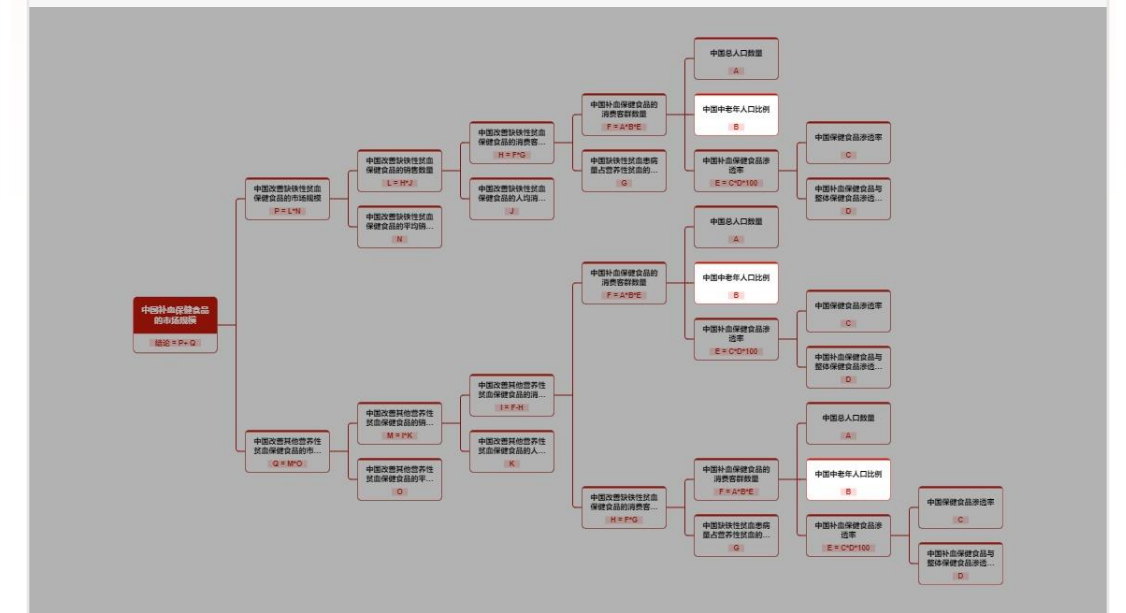 中国总人口数量
A
中国补血保健食品的
消费客群数量
F = A*B*E
中国中老年人口比例
B
中国改善缺铁性贫血
保健食品的消费客...
H = F*G
中国保健食品渗透率
C
中国改善缺铁性贫血
保健食品的销售数量
L = H*J
中国缺铁性贫血患病
量占营养性贫血的...
G
中国补血保健食品渗
透率
E = C*D*100
中国改善缺铁性贫血
保健食品的市场规模
P = L*N
中国改善缺铁性贫血
保健食品的人均消...
J
中国补血保健食品与
整体保健食品渗透...
D
中国改善缺铁性贫血
保健食品的平均销...
N
中国总人口数量
A
中国补血保健食品的
消费客群数量
F = A*B*E
中国中老年人口比例
B
中国补血保健食品
的市场规模
结论 = P+ Q
中国保健食品渗透率
C
中国补血保健食品渗
透率
E = C*D*100
中国补血保健食品与
整体保健食品渗透...
D
中国改善其他营养性
贫血保健食品的消...
I = F-H
中国改善其他营养性
贫血保健食品的销...
M = I*K
中国总人口数量
A
中国改善其他营养性
贫血保健食品的市...
Q = M*O
中国改善其他营养性
贫血保健食品的人...
K
中国补血保健食品的
消费客群数量
F = A*B*E
中国中老年人口比例
B
中国改善其他营养性
贫血保健食品的平...
O
中国改善缺铁性贫血
保健食品的消费客...
H = F*G
中国保健食品渗透率
C
中国缺铁性贫血患病
量占营养性贫血的...
G
中国补血保健食品渗
透率
E = C*D*100
中国补血保健食品与
整体保健食品渗透...
D